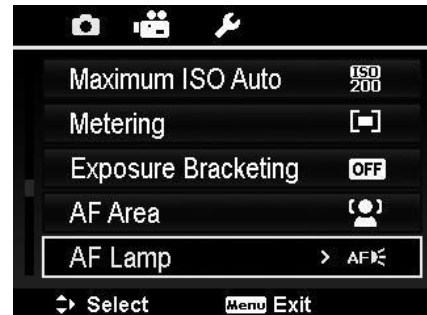 Maximum ISO Auto ISO 200
Metering
Exposure Bracketing OFF
AF Area
AF Lamp > AF
Select Menu Exit